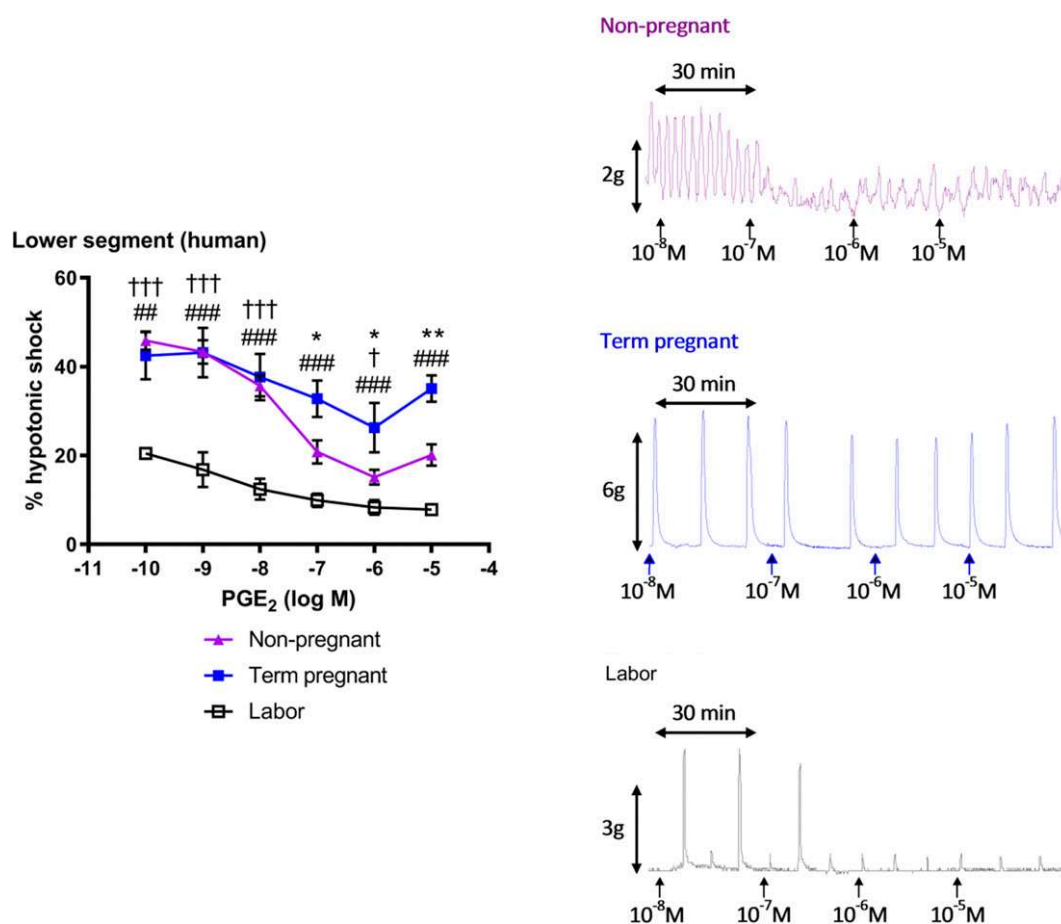 Lower segment (human)
% hypotonic shock
60
40
20
0
†††
##
†††
###
†††
###
*
###
*
†
###
**
###
-11
-10
-9
-8
-7
-6
-5
-4
PGE₂ (log M)
Non-pregnant
Term pregnant
Labor
Non-pregnant
30 min
2g
10⁻⁸M
10⁻⁷M
10⁻⁶M
10⁻⁵M
Term pregnant
30 min
6g
10⁻⁸M
10⁻⁷M
10⁻⁶M
10⁻⁵M
Labor
30 min
3g
10⁻⁸M
10⁻⁷M
10⁻⁶M
10⁻⁵M